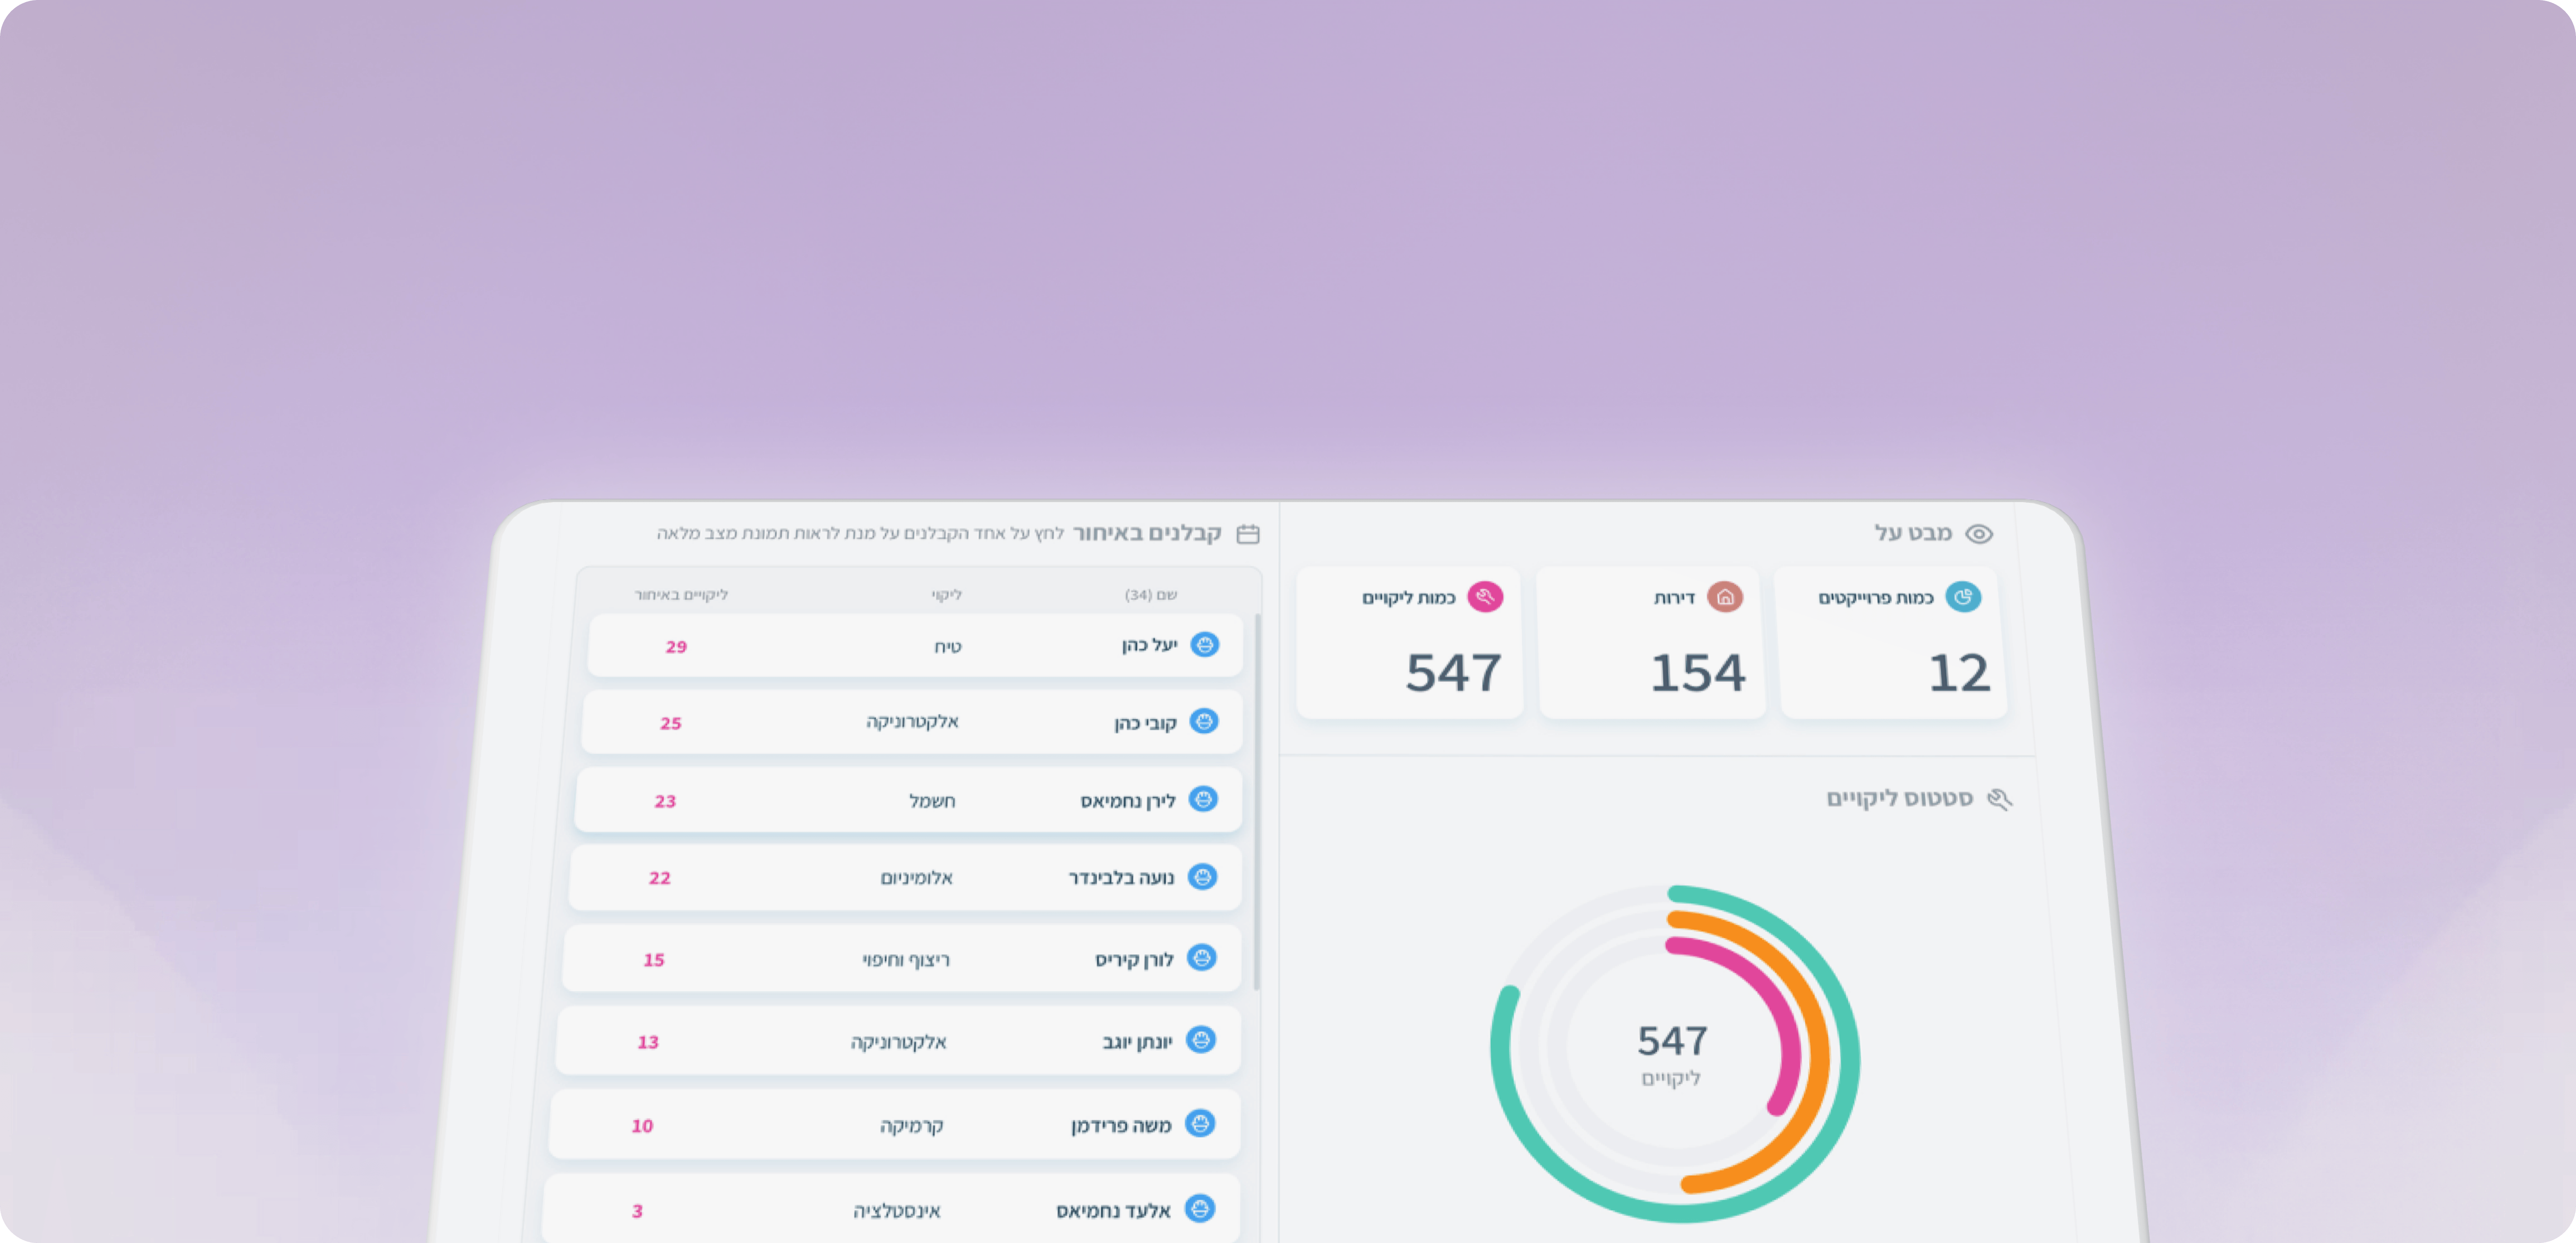 מבט על
כמות פרוייקטים
12
דירות
154
כמות ליקויים
547
סטטוס ליקויים
547
ליקויים
קבלנים באיחור לחץ על אחד הקבלנים על מנת לראות תמונת מצב מלאה
שם (34) ליקוי ליקויים באיחור
יעל כהן טיח 29
קובי כהן אלקטרוניקה 25
לירן נחמיאס חשמל 23
נועה בלבינדר אלומיניום 22
לורן קיריס ריצוף וחיפוי 15
יונתן יוגב אלקטרוניקה 13
משה פרידמן קרמיקה 10
אלעד נחמיאס אינסטלציה 3